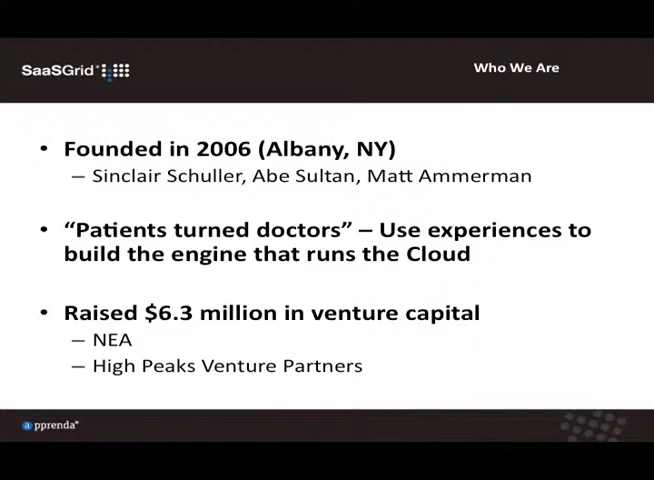 SaaSGrid™
Who We Are
• Founded in 2006 (Albany, NY)
– Sinclair Schuller, Abe Sultan, Matt Ammerman
• “Patients turned doctors” – Use experiences to
build the engine that runs the Cloud
• Raised $6.3 million in venture capital
– NEA
– High Peaks Venture Partners
apprenda®